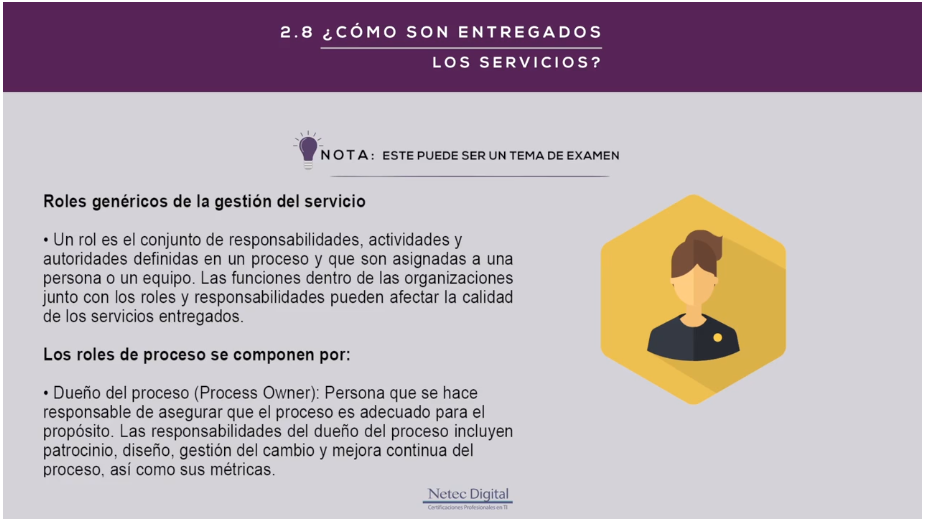 2.8 ¿CÓMO SON ENTREGADOS
LOS SERVICIOS?
NOTA: ESTE PUEDE SER UN TEMA DE EXAMEN
Roles genéricos de la gestión del servicio
• Un rol es el conjunto de responsabilidades, actividades y
autoridades definidas en un proceso y que son asignadas a una
persona o un equipo. Las funciones dentro de las organizaciones
junto con los roles y responsabilidades pueden afectar la calidad
de los servicios entregados.
Los roles de proceso se componen por:
• Dueño del proceso (Process Owner): Persona que se hace
responsable de asegurar que el proceso es adecuado para el
propósito. Las responsabilidades del dueño del proceso incluyen
patrocinio, diseño, gestión del cambio y mejora continua del
proceso, así como sus métricas.
Netec Digital
Certificaciones Profesionales en TI